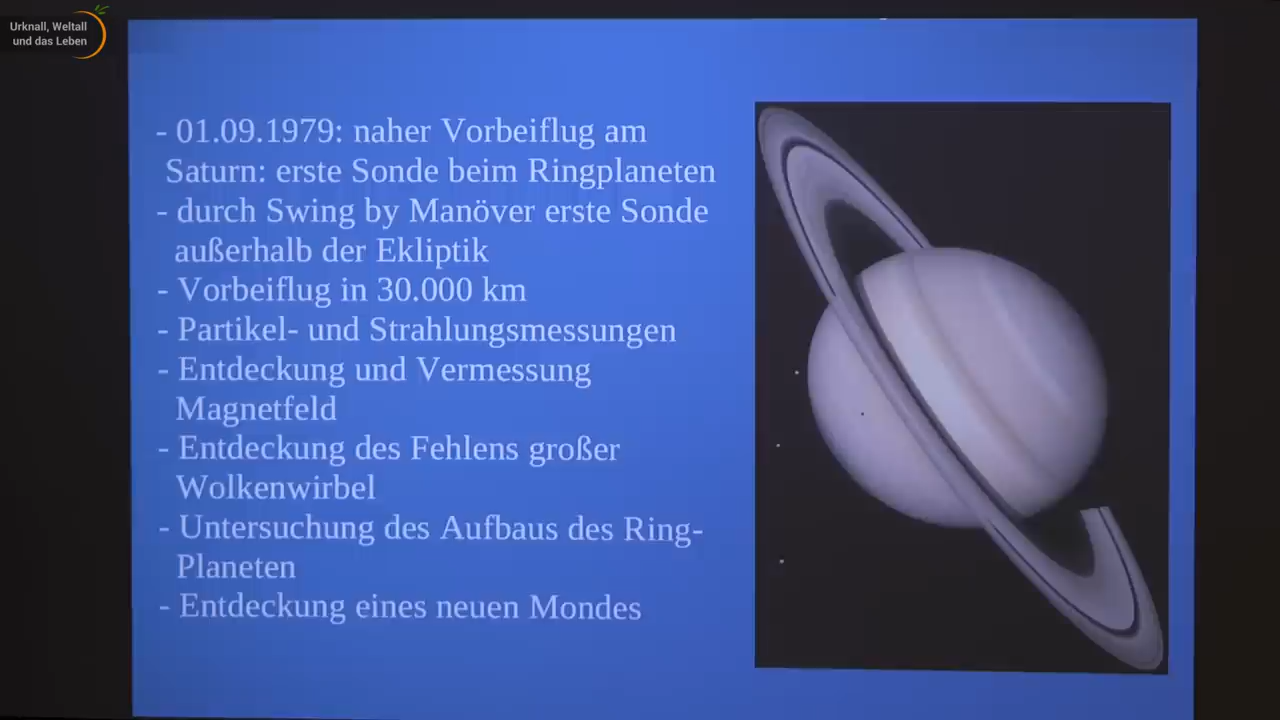 Urknall, Weltall
und das Leben
- 01.09.1979: naher Vorbeiflug am
Saturn: erste Sonde beim Ringplaneten
- durch Swing by Manöver erste Sonde
außerhalb der Ekliptik
- Vorbeiflug in 30.000 km
- Partikel- und Strahlungsmessungen
- Entdeckung und Vermessung
Magnetfeld
- Entdeckung des Fehlens großer
Wolkenwirbel
- Untersuchung des Aufbaus des Ring-
Planeten
- Entdeckung eines neuen Mondes